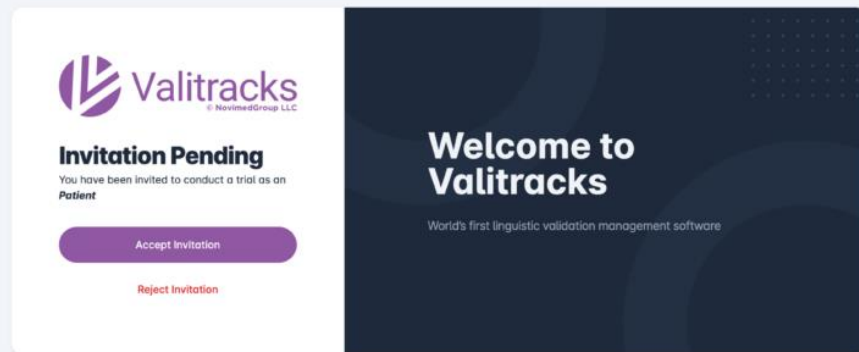 Valitracks
© NovimedGroup LLC
Invitation Pending
You have been invited to conduct a trial as an
Patient
Accept Invitation
Reject Invitation
Welcome to
Valitracks
World's first linguistic validation management software